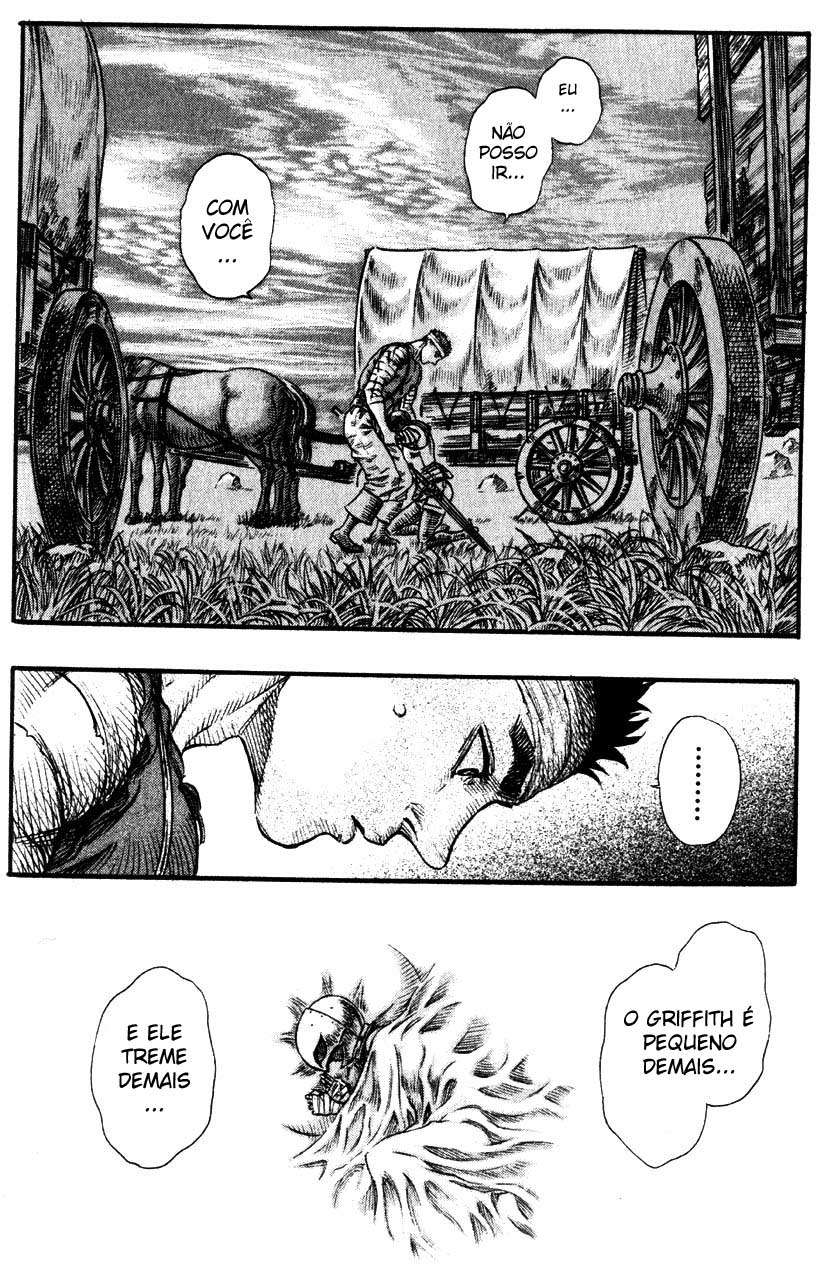 EU
...
NÃO
POSSO
IR...
COM
VOCÊ
...
.........
O GRIFFITH É
PEQUENO
DEMAIS...
E ELE
TREME
DEMAIS
...